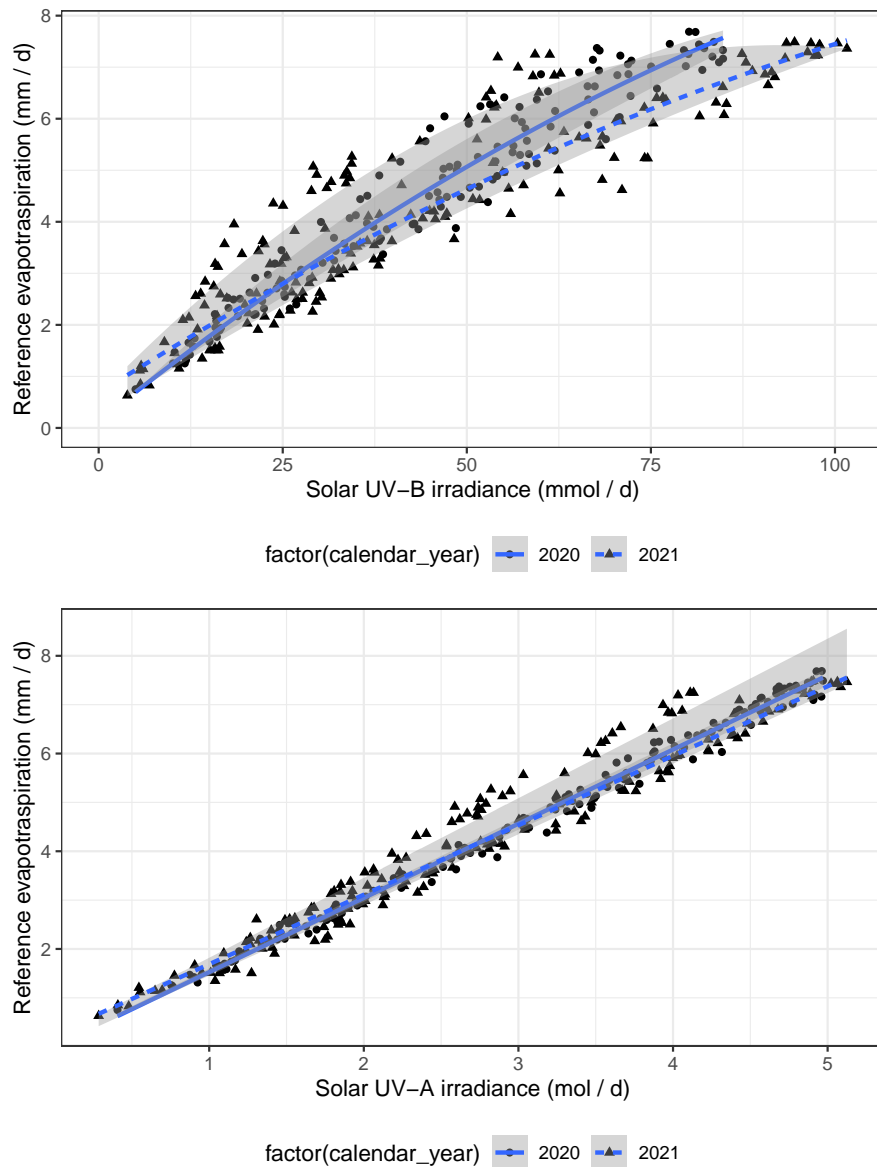 8
6
4
2
0
Reference evapotraspiration (mm / d)
0 25 50 75 100
Solar UV−B irradiance (mmol / d)
factor(calendar_year) 2020 2021
8
6
4
2
Reference evapotraspiration (mm / d)
1 2 3 4 5
Solar UV−A irradiance (mol / d)
factor(calendar_year) 2020 2021